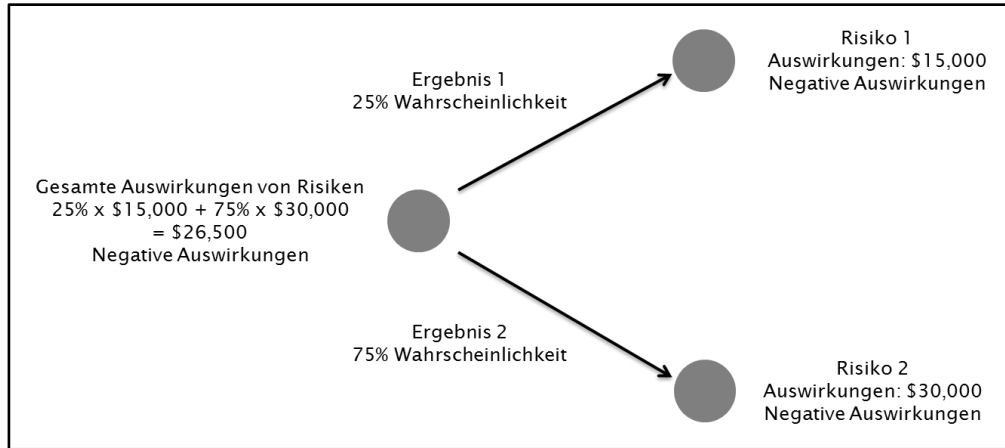 Risiko 1
Auswirkungen: $15,000
Negative Auswirkungen
Ergebnis 1
25% Wahrscheinlichkeit
Gesamte Auswirkungen von Risiken
25% x $15,000 + 75% x $30,000
= $26,500
Negative Auswirkungen
Ergebnis 2
75% Wahrscheinlichkeit
Risiko 2
Auswirkungen: $30,000
Negative Auswirkungen